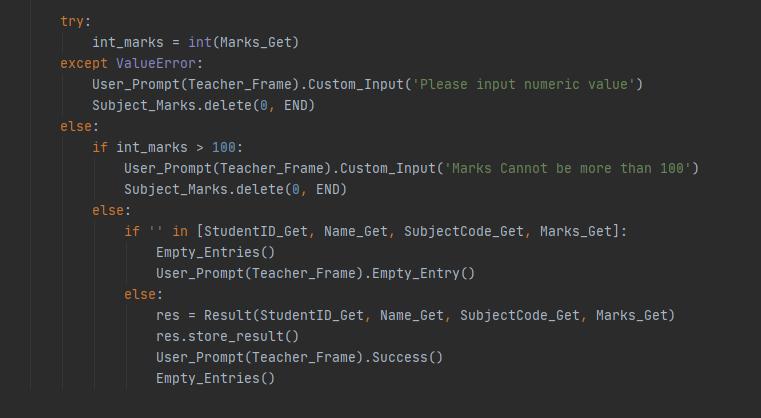 try:
int_marks = int(Marks_Get)
except ValueError:
User_Prompt(Teacher_Frame).Custom_Input('Please input numeric value')
Subject_Marks.delete(0, END)
else:
if int_marks > 100:
User_Prompt(Teacher_Frame).Custom_Input('Marks Cannot be more than 100')
Subject_Marks.delete(0, END)
else:
if '' in [StudentID_Get, Name_Get, SubjectCode_Get, Marks_Get]:
Empty_Entries()
User_Prompt(Teacher_Frame).Empty_Entry()
else:
res = Result(StudentID_Get, Name_Get, SubjectCode_Get, Marks_Get)
res.store_result()
User_Prompt(Teacher_Frame).Success()
Empty_Entries()